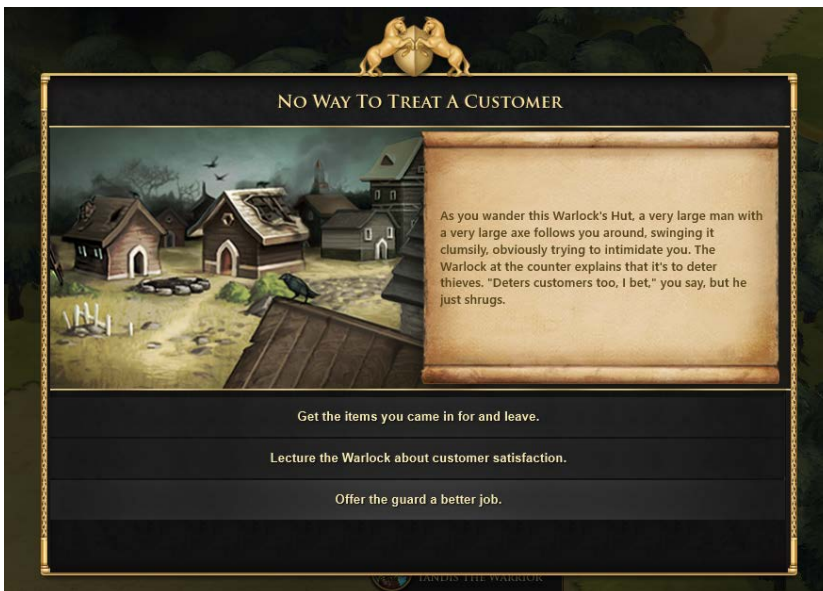 No Way To Treat A Customer
As you wander this Warlock's Hut, a very large man with
a very large axe follows you around, swinging it
clumsily, obviously trying to intimidate you. The
Warlock at the counter explains that it's to deter
thieves. "Deters customers too, I bet," you say, but he
just shrugs.
Get the items you came in for and leave.
Lecture the Warlock about customer satisfaction.
Offer the guard a better job.
THE WARRIOR